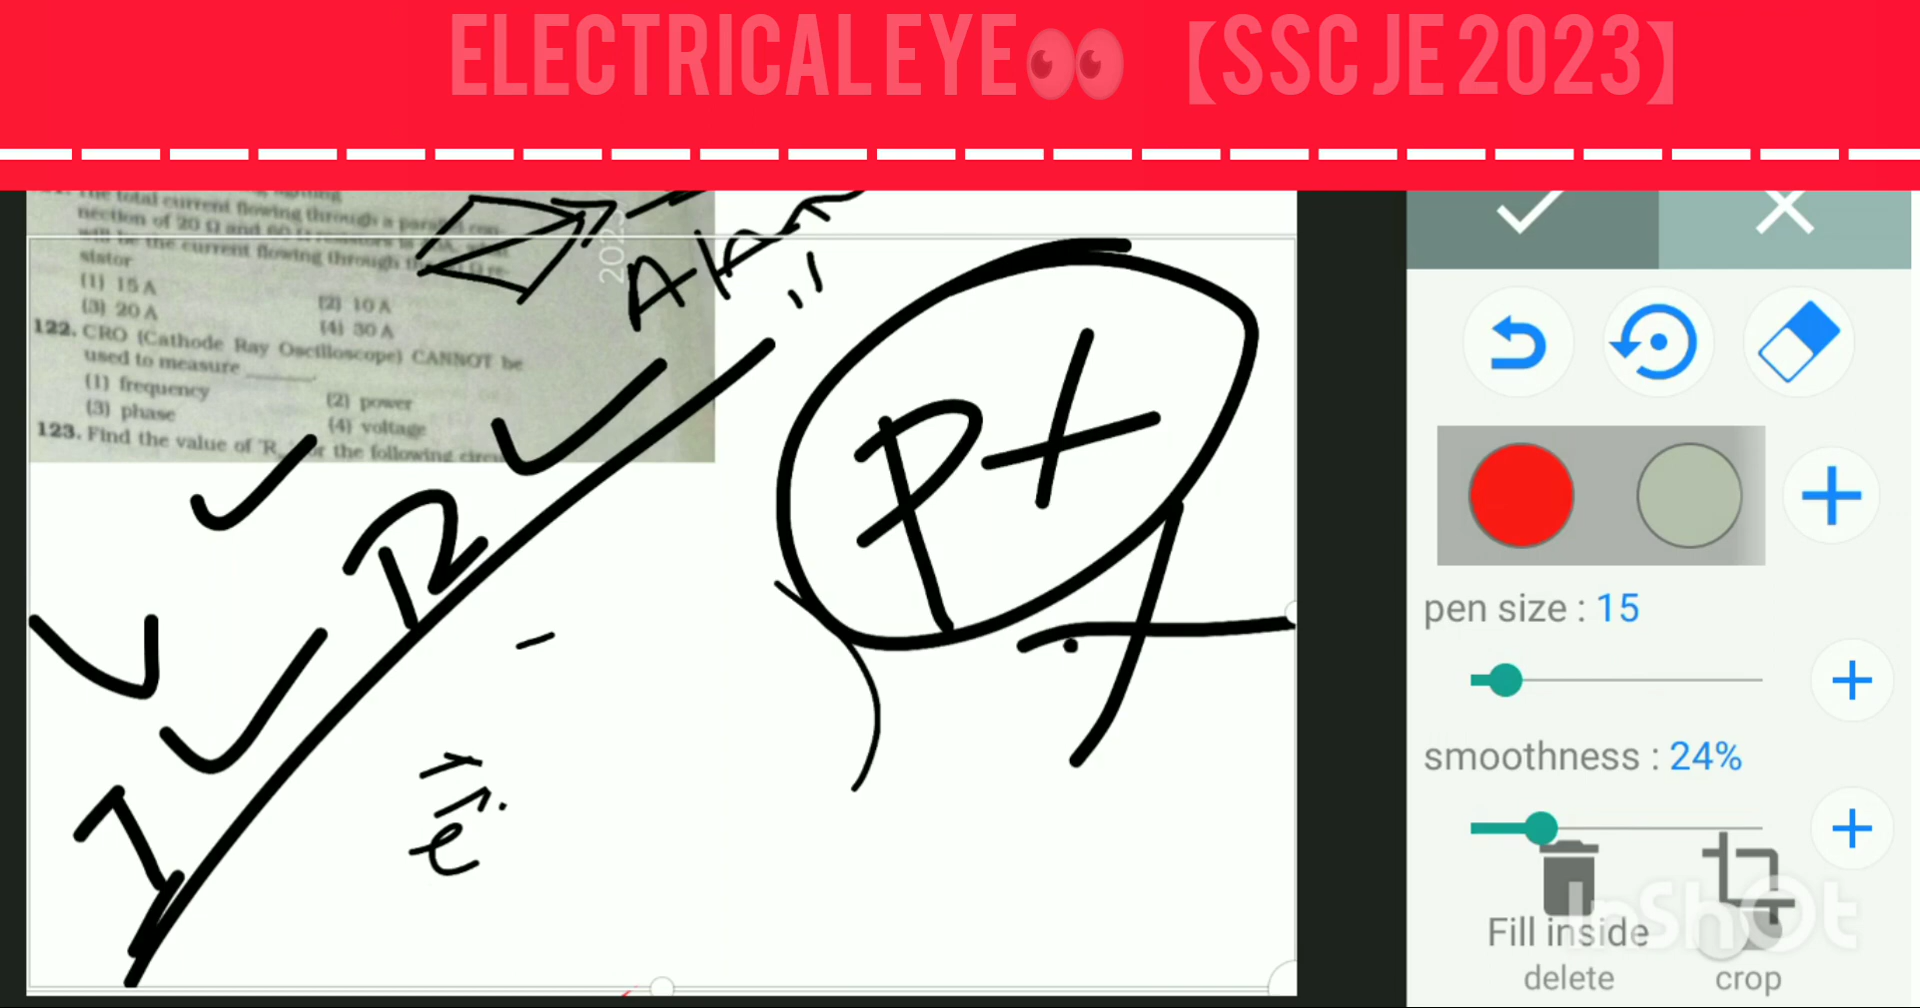 ELECTRICAL EYE👀 【SSC JE 2023】
The total current flowing through a
nection of 20 Ω and 60 Ω resistors is
will be the current flowing through
sistor
(1) 15 A
(2) 10 A
(3) 20 A
(4) 30 A
122. CRO (Cathode Ray Oscilloscope) CANNOT be
used to measure ______.
(1) frequency
(2) power
(3) phase
(4) voltage
123. Find the value of 'R the following
V
I
R
P+
e
pen size : 15
smoothness : 24%
Fill inside
delete
crop
InShOt